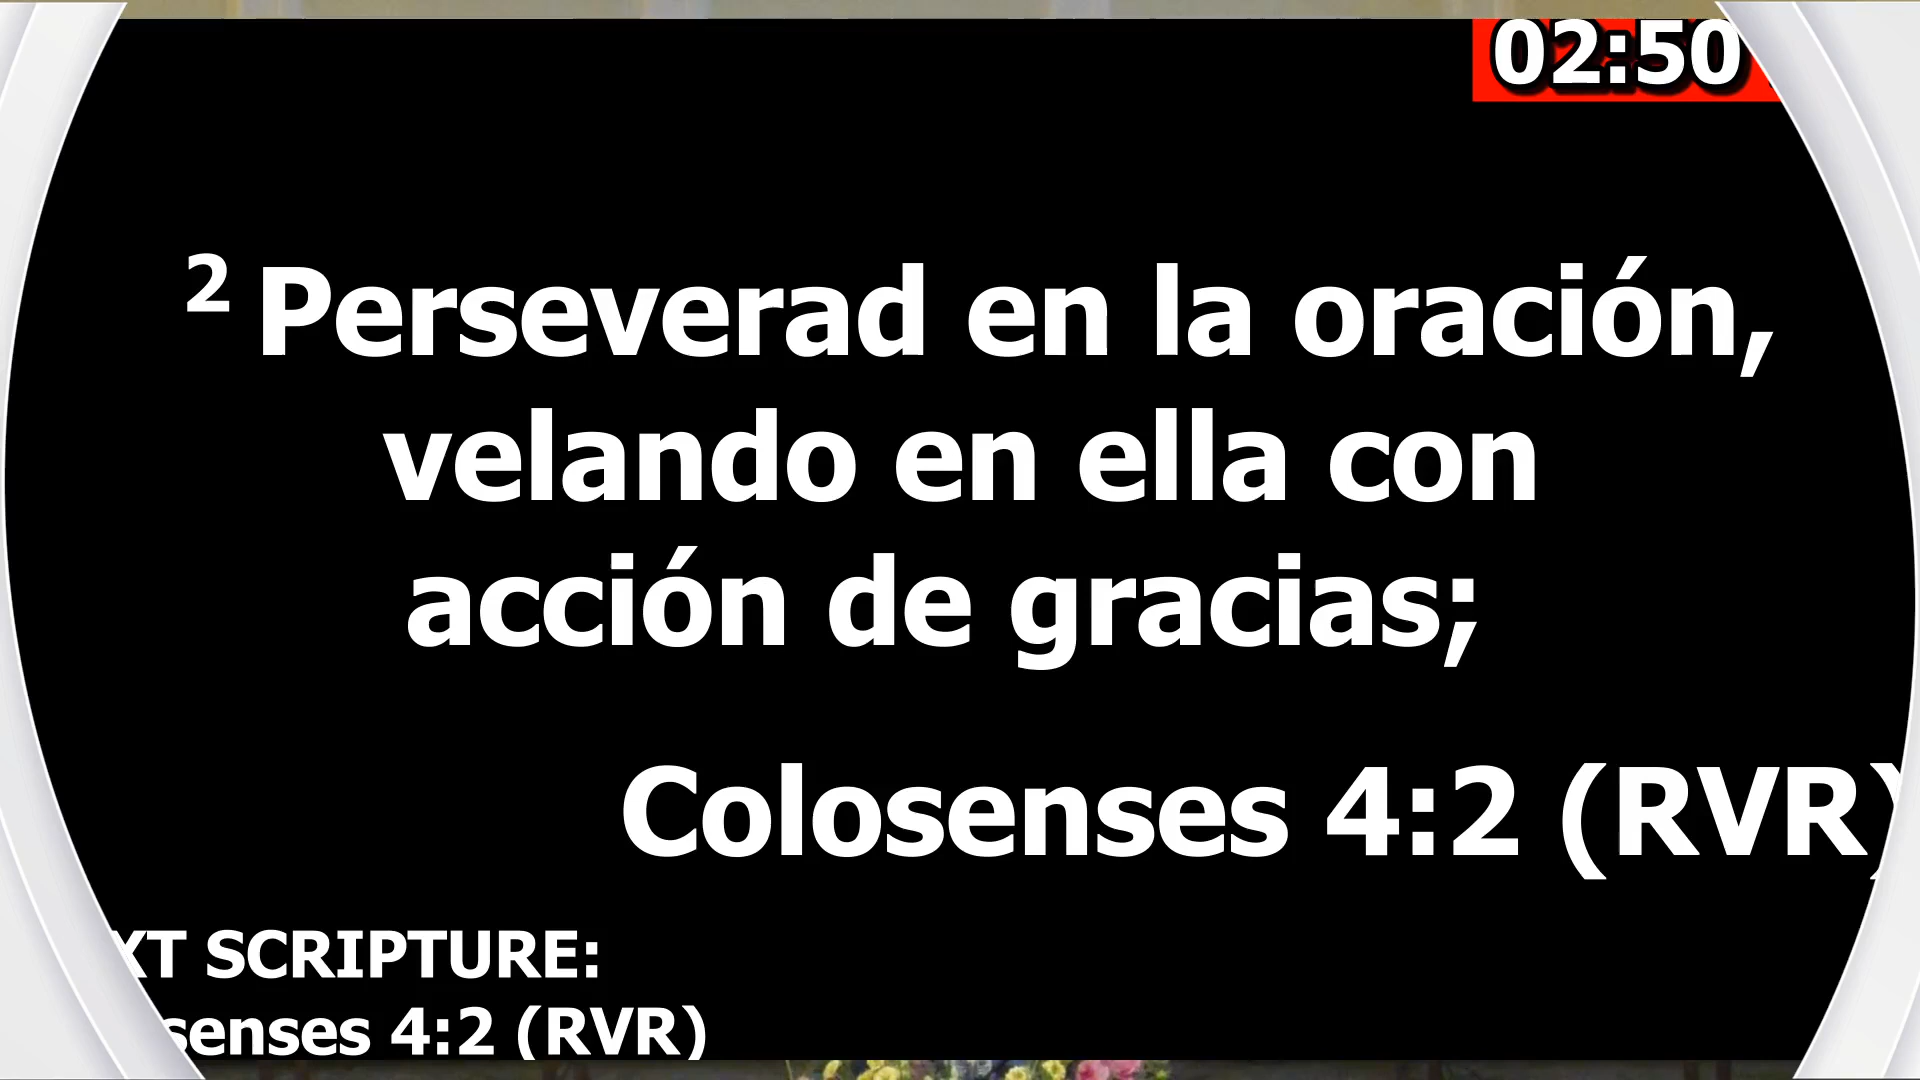 02:50
2 Perseverad en la oración,
velando en ella con
acción de gracias;
Colosenses 4:2 (RVR)
XT SCRIPTURE:
senses 4:2 (RVR)